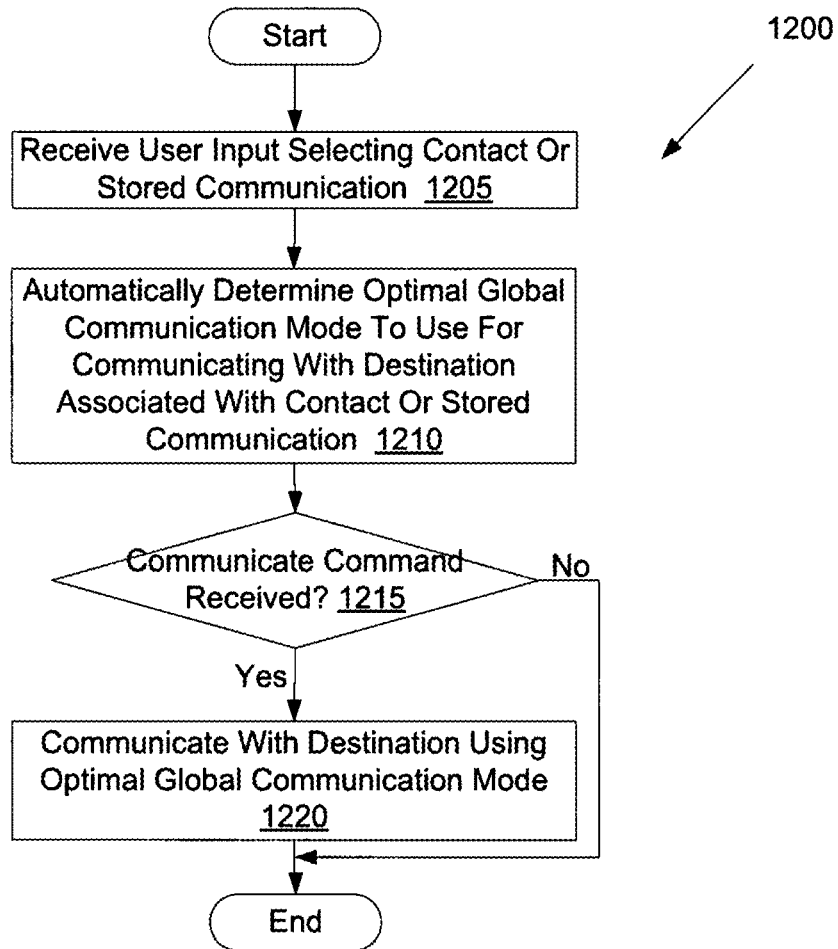 Start
1200
Receive User Input Selecting Contact Or
Stored Communication 1205
Automatically Determine Optimal Global
Communication Mode To Use For
Communicating With Destination
Associated With Contact Or Stored
Communication 1210
Communicate Command
Received? 1215
No
Yes
Communicate With Destination Using
Optimal Global Communication Mode
1220
End